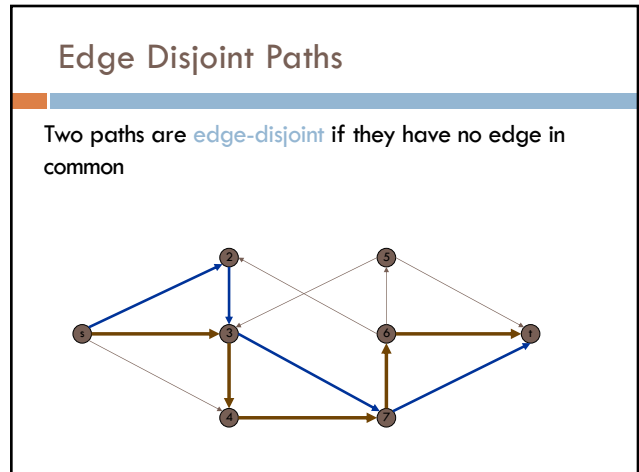 Edge Disjoint Paths
Two paths are edge-disjoint if they have no edge in
common
2 5
s 3 6 t
4 7